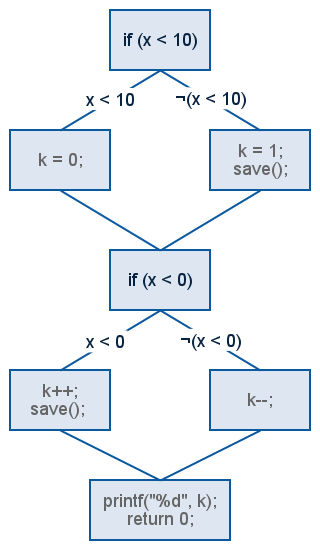 if (x < 10)
x < 10
¬(x < 10)
k = 0;
k = 1;
save();
if (x < 0)
x < 0
¬(x < 0)
k++;
save();
k--;
printf("%d", k);
return 0;